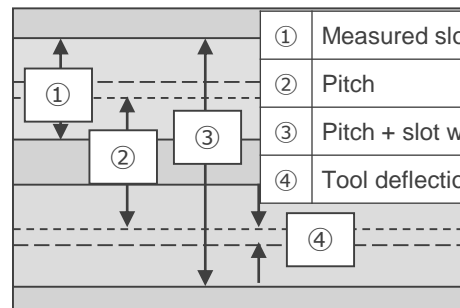 ① Measured slo
② Pitch
③ Pitch + slot w
④ Tool deflectio
①
②
③
④